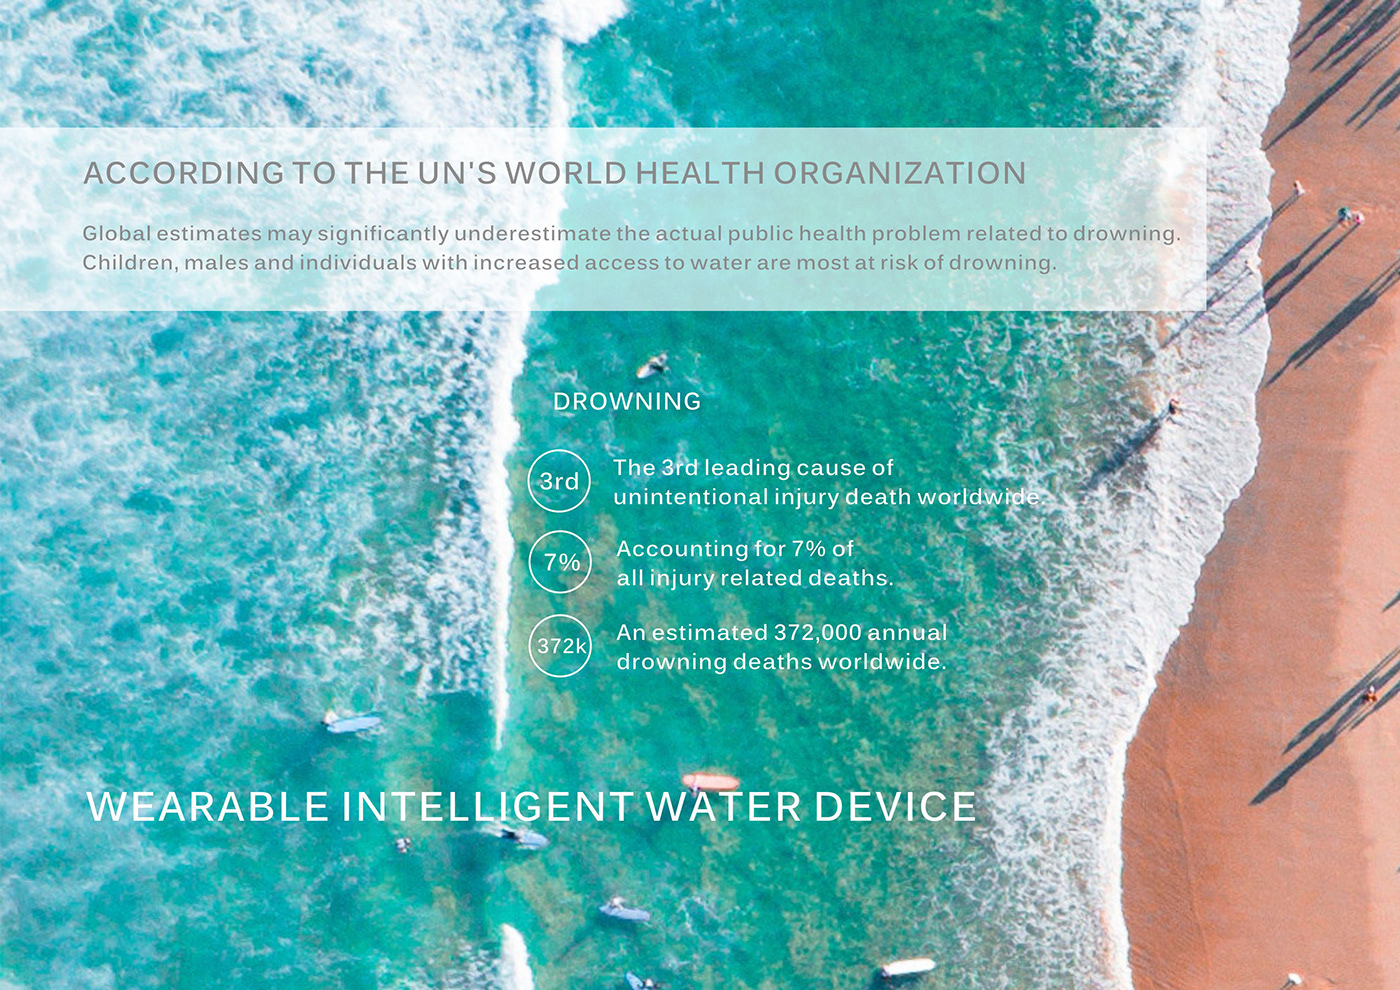 ACCORDING TO THE UN'S WORLD HEALTH ORGANIZATION
Global estimates may significantly underestimate the actual public health problem related to drowning.
Children, males and individuals with increased access to water are most at risk of drowning.
DROWNING
3rd
The 3rd leading cause of
unintentional injury death worldwide.
7%
Accounting for 7% of
all injury related deaths.
372k
An estimated 372,000 annual
drowning deaths worldwide.
WEARABLE INTELLIGENT WATER DEVICE